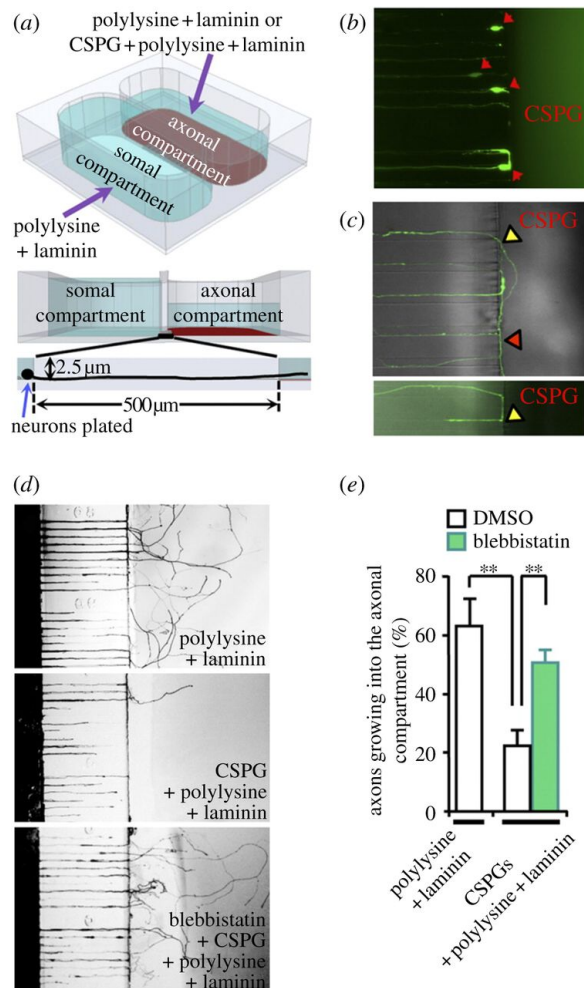 (a)
polylysine + laminin or
CSPG + polylysine + laminin
axonal
compartment
somal
compartment
polylysine
+ laminin
somal
compartment
axonal
compartment
2.5 µm
500µm
neurons plated
(b)
CSPG
(c)
CSPG
CSPG
(d)
polylysine
+ laminin
CSPG
+ polylysine
+ laminin
blebbistatin
+ CSPG
+ polylysine
+ laminin
(e)
DMSO
blebbistatin
** **
axons growing into the axonal
compartment (%)
80
60
40
20
0
polylysine
+ laminin
CSPGs
+ polylysine + laminin